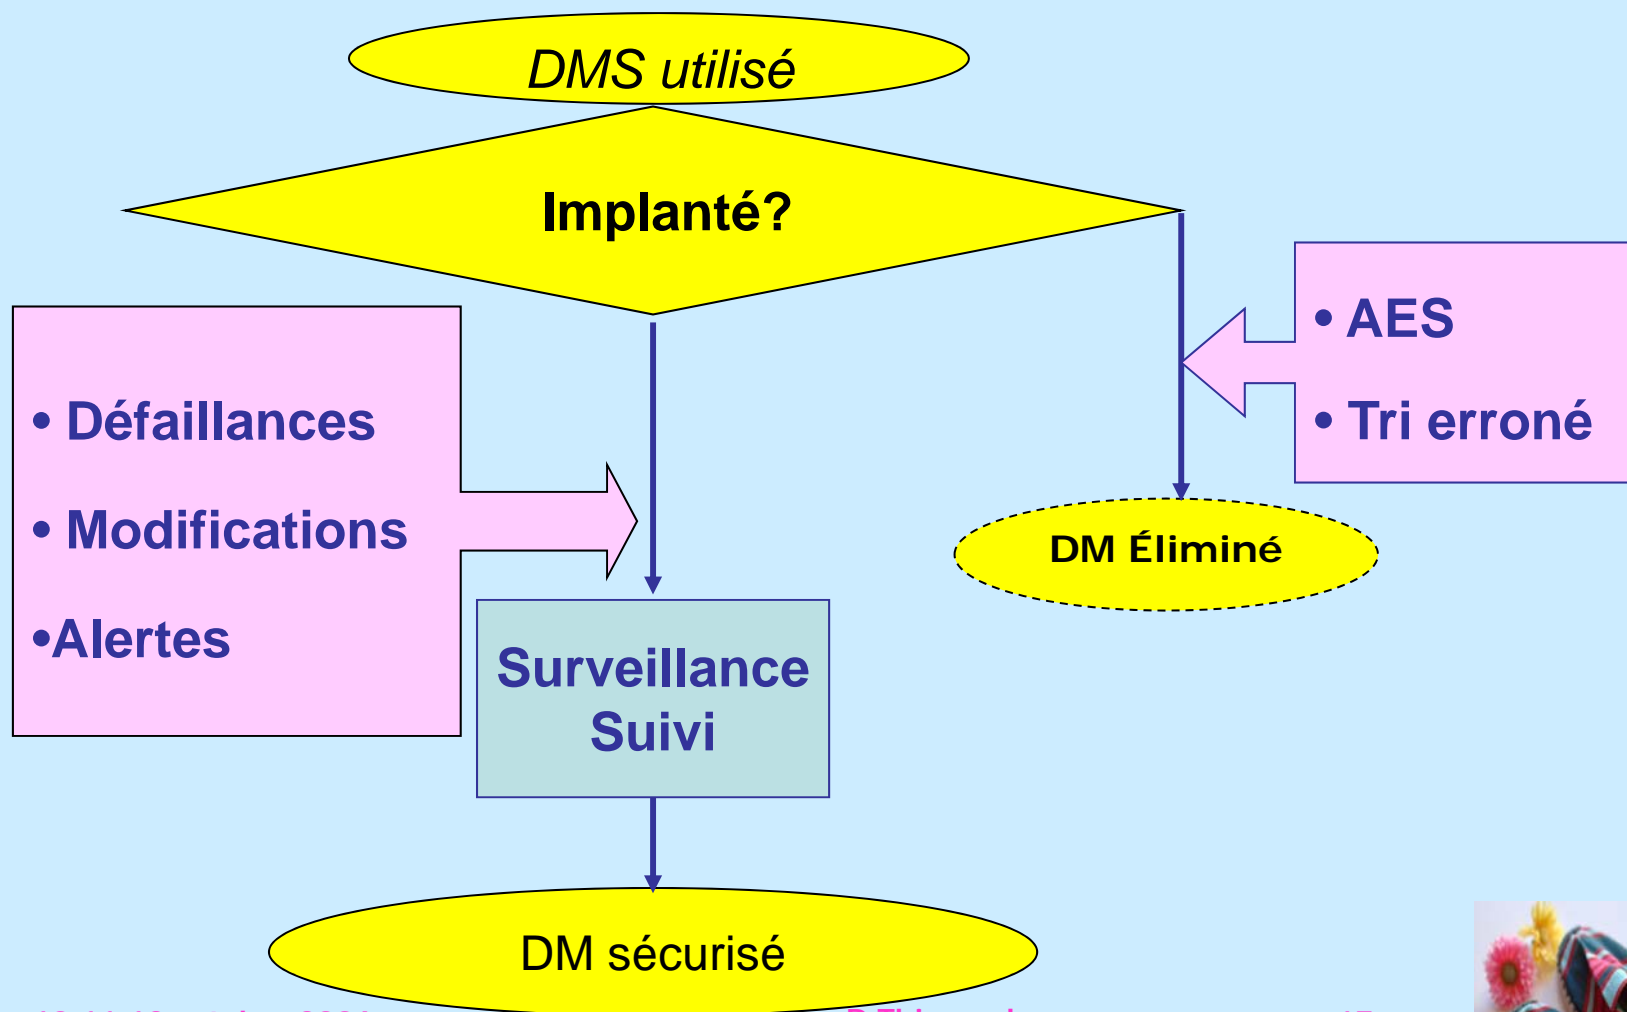 DMS utilisé
Implanté?
• AES
• Tri erroné
• Défaillances
• Modifications
•Alertes
DM Éliminé
Surveillance
Suivi
DM sécurisé